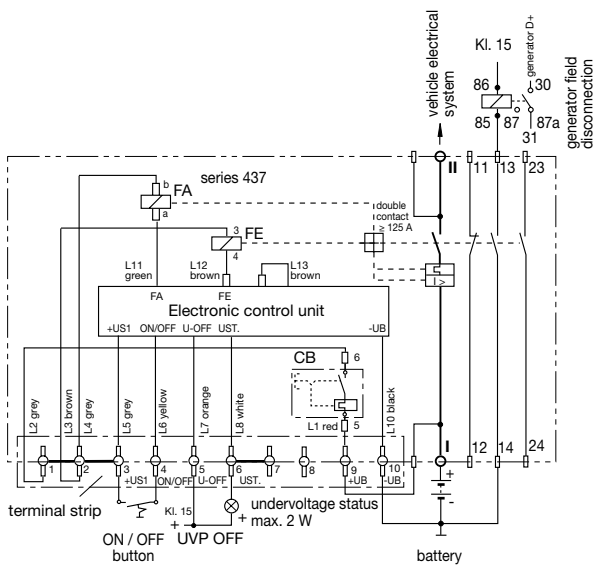 vehicle electrical
system
Kl. 15
generator D+
86
30
85
87
87a
31
generator field
disconnection
II
11
13
23
series 437
b
FA
a
double
contact
≥ 125 A
3
FE
4
L11
green
L12
brown
L13
brown
I >
FA
FE
Electronic control unit
+US1
ON/OFF
U-OFF
UST.
-UB
CB
6
L2 grey
L3 brown
L4 grey
L5 grey
L6 yellow
L7 orange
L8 white
L1 red
5
L10 black
I
12
14
24
1
2
3
4
5
6
7
8
9
10
+US1
ON/OFF
U-OFF
UST.
+UB
-UB
terminal strip
Kl. 15
+
+
undervoltage status
max. 2 W
+
-
ON / OFF
button
UVP OFF
battery